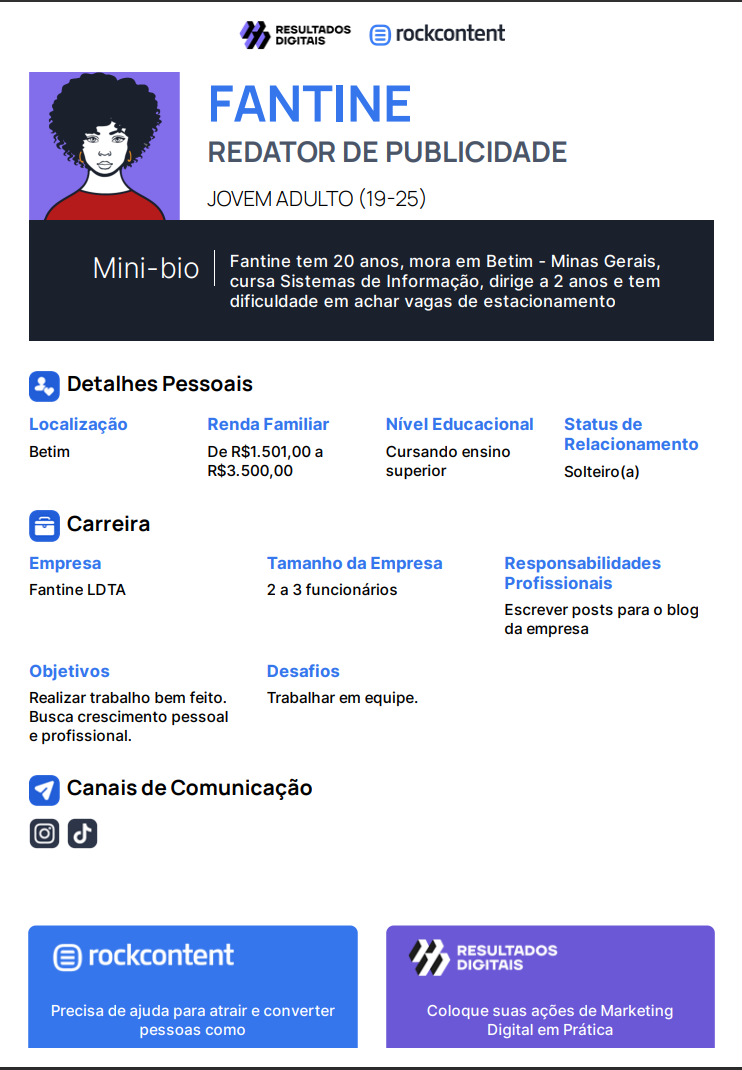 RESULTADOS
DIGITAIS
rockcontent
FANTINE
REDATOR DE PUBLICIDADE
JOVEM ADULTO (19-25)
Mini-bio
Fantine tem 20 anos, mora em Betim - Minas Gerais,
cursa Sistemas de Informação, dirige a 2 anos e tem
dificuldade em achar vagas de estacionamento
Detalhes Pessoais
Localização
Betim
Renda Familiar
De R$1.501,00 a
R$3.500,00
Nível Educacional
Cursando ensino
superior
Status de
Relacionamento
Solteiro(a)
Carreira
Empresa
Fantine LDTA
Tamanho da Empresa
2 a 3 funcionários
Responsabilidades
Profissionais
Escrever posts para o blog
da empresa
Objetivos
Realizar trabalho bem feito.
Busca crescimento pessoal
e profissional.
Desafios
Trabalhar em equipe.
Canais de Comunicação
rockcontent
Precisa de ajuda para atrair e converter
pessoas como
RESULTADOS
DIGITAIS
Coloque suas ações de Marketing
Digital em Prática